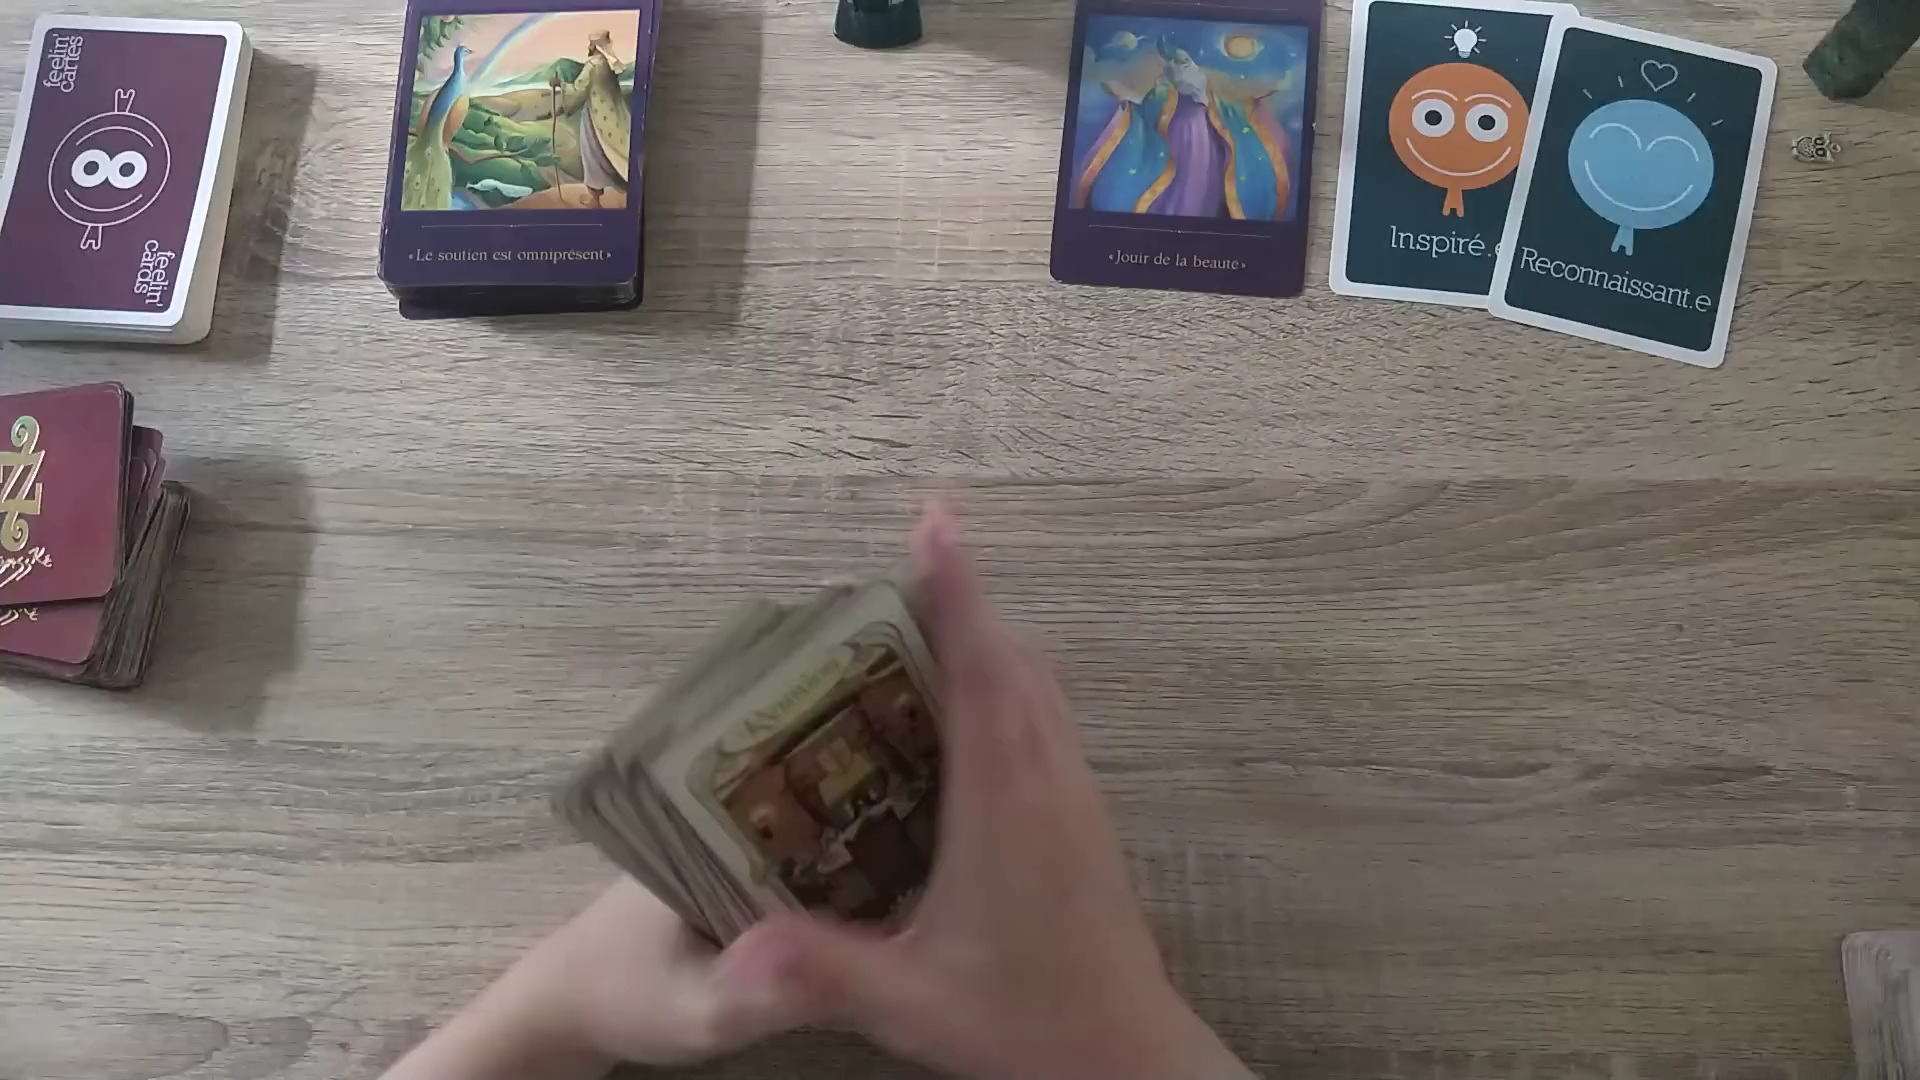 feelin'
cartes
feelin'
cards
«Le soutien est omniprésent»
«Jouir de la beauté»
Inspiré.e
Reconnaissant.e